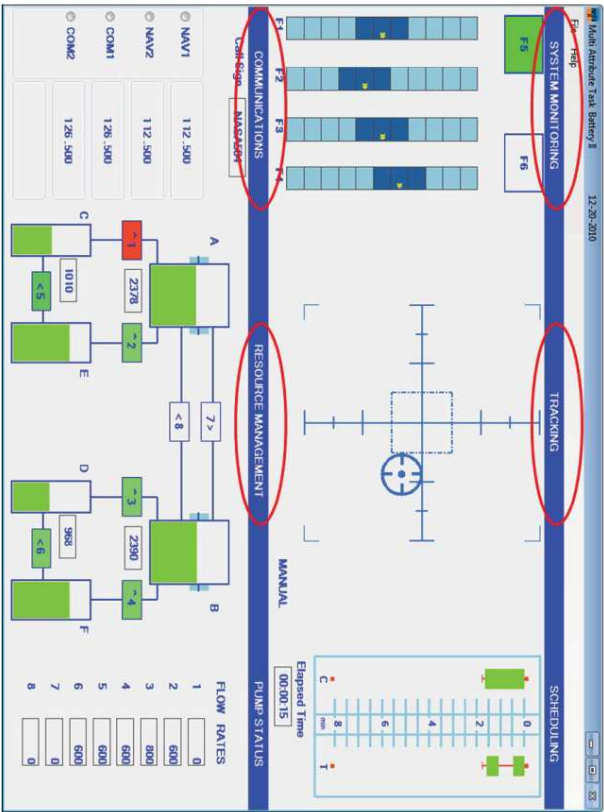 Multi Attribute Task Battery II 12-20-2010
File Help
SYSTEM MONITORING
TRACKING
SCHEDULING
F5
F6
F1
F2
F3
F4
MANUAL
C
T
0
2
4
6
8
min
Elapsed Time
00:00:15
COMMUNICATIONS
RESOURCE MANAGEMENT
PUMP STATUS
Call Sign NASA504
NAV1 112.500
NAV2 112.500
COM1 126.500
COM2 126.500
A
B
7 >
< 8
2378
2390
^ 1
^ 2
^ 3
^ 4
C
E
D
F
1010
968
< 5
< 6
FLOW RATES
1 0
2 600
3 800
4 600
5 600
6 600
7 0
8 0